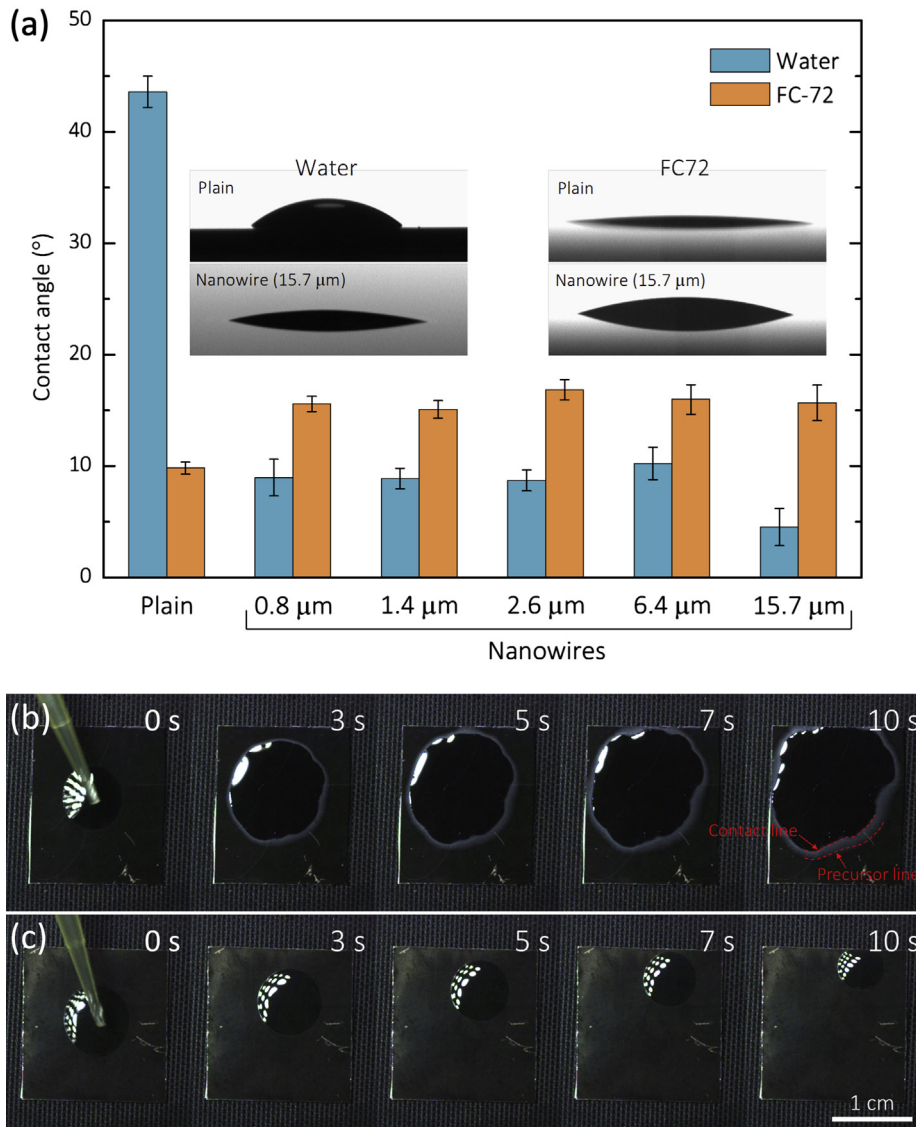 (a)
50
40
30
20
10
0
Contact angle (°)
Water
FC-72
Water
Plain
Nanowire (15.7 μm)
FC72
Plain
Nanowire (15.7 μm)
Plain
0.8 μm
1.4 μm
2.6 μm
6.4 μm
15.7 μm
Nanowires
(b)
0 s
3 s
5 s
7 s
10 s
Contact line
Precursor line
(c)
0 s
3 s
5 s
7 s
10 s
1 cm